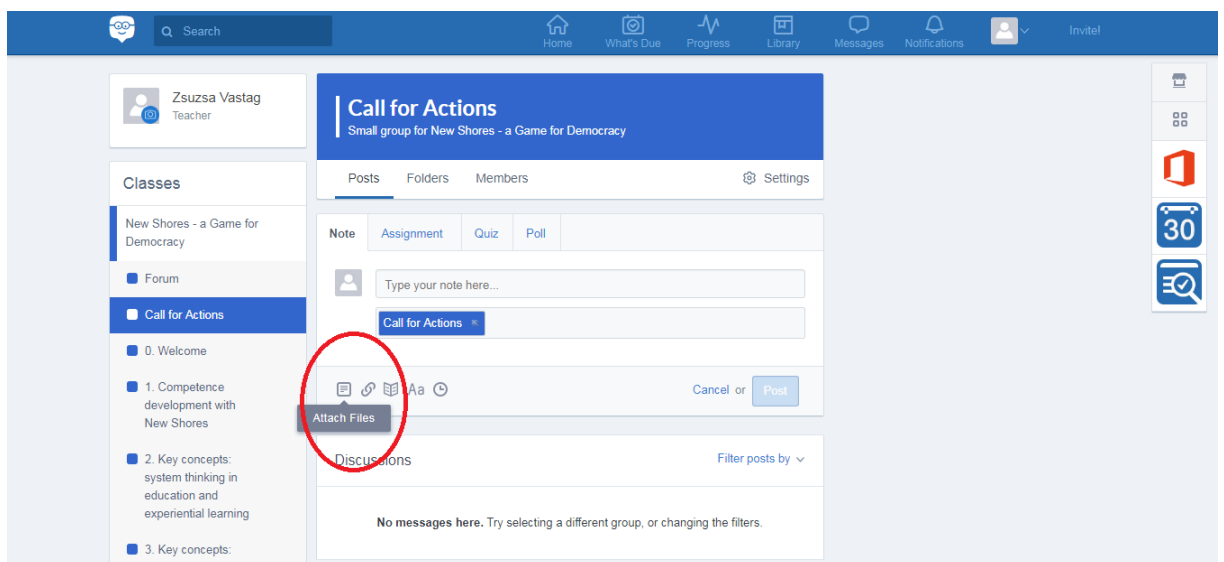 Search
Home
What's Due
Progress
Library
Messages
Notifications
Invite!
Zsuzsa Vastag
Teacher
Classes
New Shores - a Game for
Democracy
Forum
Call for Actions
0. Welcome
1. Competence
development with
New Shores
2. Key concepts:
system thinking in
education and
experiential learning
3. Key concepts:
Call for Actions
Small group for New Shores - a Game for Democracy
Posts Folders Members Settings
Note Assignment Quiz Poll
Type your note here...
Call for Actions ×
Aa Cancel or Post
Attach Files
Discussions Filter posts by
No messages here. Try selecting a different group, or changing the filters.
30